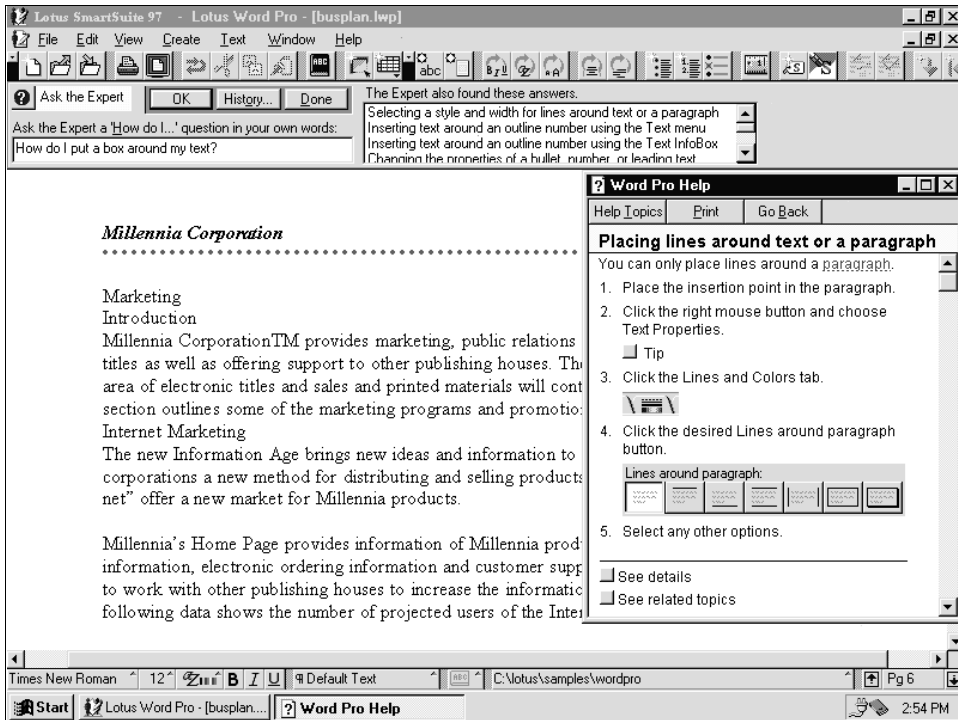 Lotus SmartSuite 97 - Lotus Word Pro - [busplan.lwp]
File Edit View Create Text Window Help
ABC abc
Ask the Expert OK History... Done
The Expert also found these answers.
Ask the Expert a 'How do I...' question in your own words:
How do I put a box around my text?
Selecting a style and width for lines around text or a paragraph
Inserting text around an outline number using the Text menu
Inserting text around an outline number using the Text InfoBox
Changing the properties of a bullet, number, or leading text
Millennia Corporation
Marketing
Introduction
Millennia CorporationTM provides marketing, public relations
titles as well as offering support to other publishing houses. The
area of electronic titles and sales and printed materials will cont
section outlines some of the marketing programs and promotio
Internet Marketing
The new Information Age brings new ideas and information to
corporations a new method for distributing and selling products
net” offer a new market for Millennia products.
Millennia’s Home Page provides information of Millennia prod
information, electronic ordering information and customer supp
to work with other publishing houses to increase the informatic
following data shows the number of projected users of the Inter
Word Pro Help
Help Topics Print Go Back
Placing lines around text or a paragraph
You can only place lines around a paragraph.
1. Place the insertion point in the paragraph.
2. Click the right mouse button and choose
Text Properties.
Tip
3. Click the Lines and Colors tab.
4. Click the desired Lines around paragraph
button.
Lines around paragraph:
5. Select any other options.
See details
See related topics
Times New Roman 12 B I U Default Text C:\lotus\samples\wordpro Pg 6
Start Lotus Word Pro - [busplan.... Word Pro Help 2:54 PM